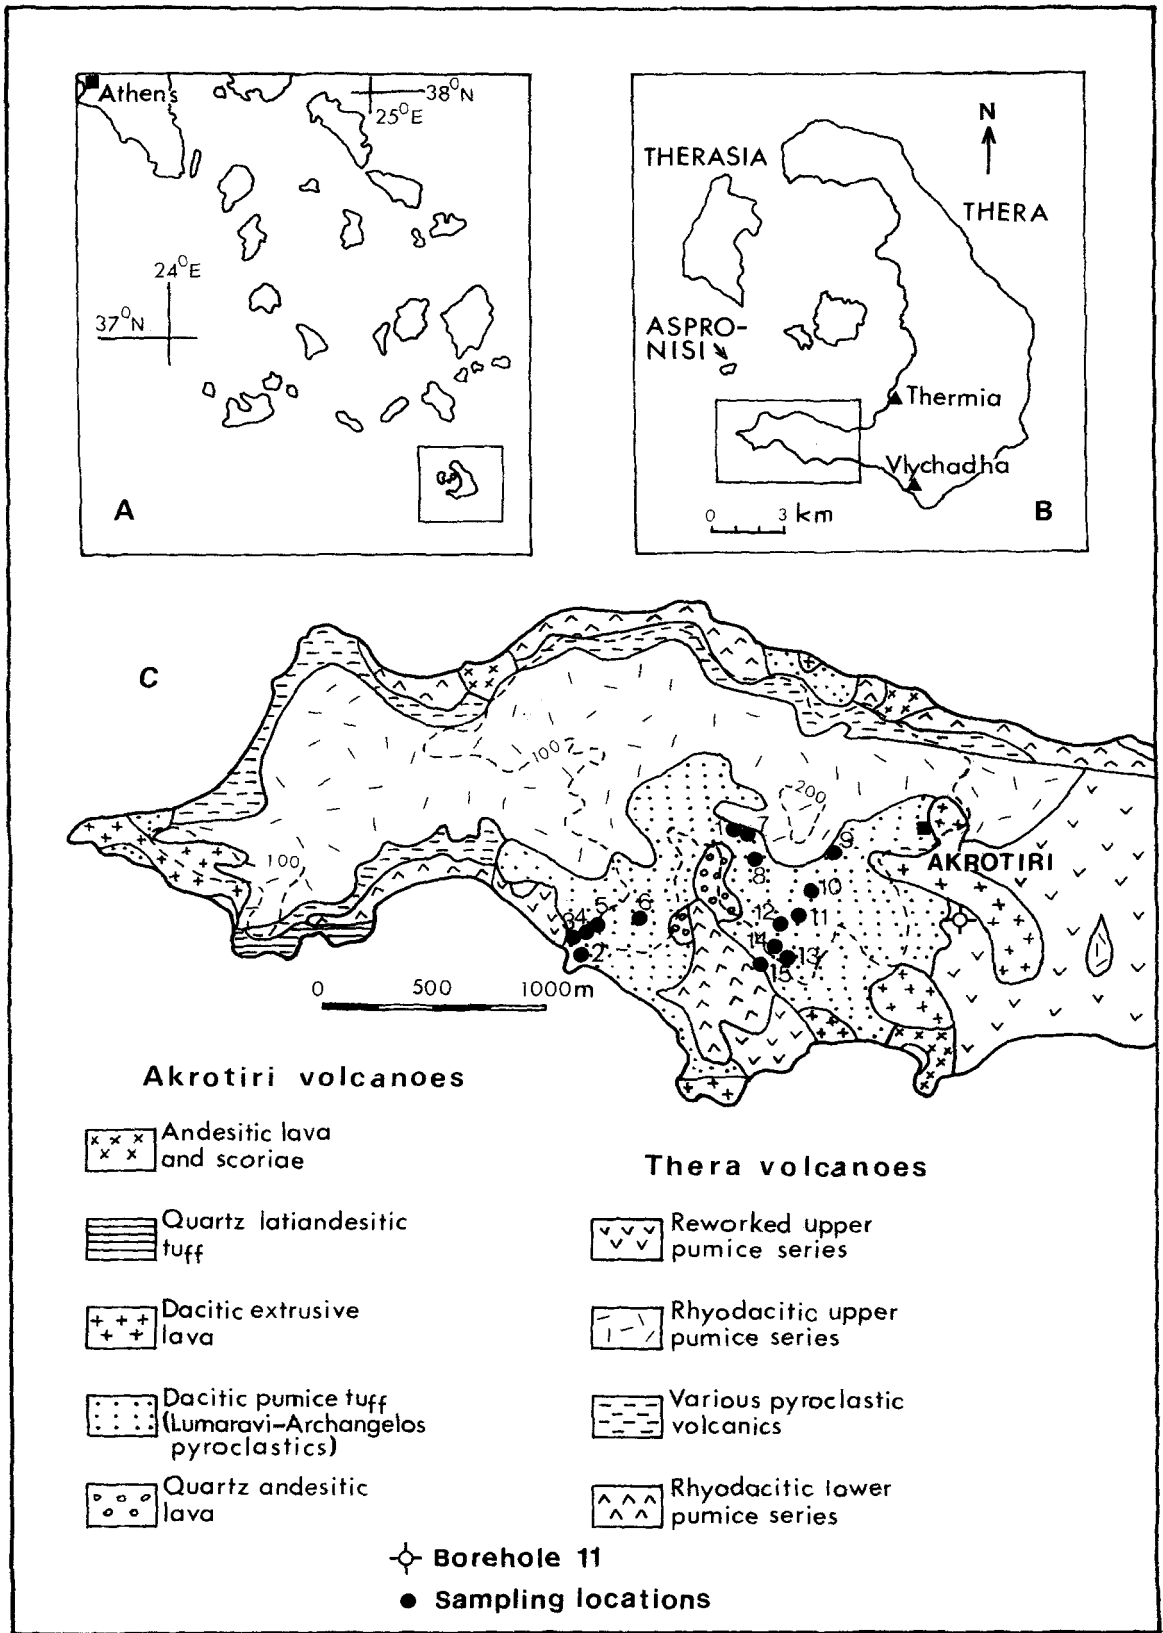 Athens
38°N
25°E
24°E
37°N
A
N
THERASIA
THERA
ASPRO-
NISI
Thermia
Vlychadha
0 3 km
B
C
100
200
100
1 7
8
9
10
11
12
13
14
15
6
5
34
2
AKROTIRI
0 500 1000m
Akrotiri volcanoes
Andesitic lava
and scoriae
Quartz latiandesitic
tuff
Dacitic extrusive
lava
Dacitic pumice tuff
(Lumaravi-Archangelos
pyroclastics)
Quartz andesitic
lava
Thera volcanoes
Reworked upper
pumice series
Rhyodacitic upper
pumice series
Various pyroclastic
volcanics
Rhyodacitic lower
pumice series
Borehole 11
Sampling locations